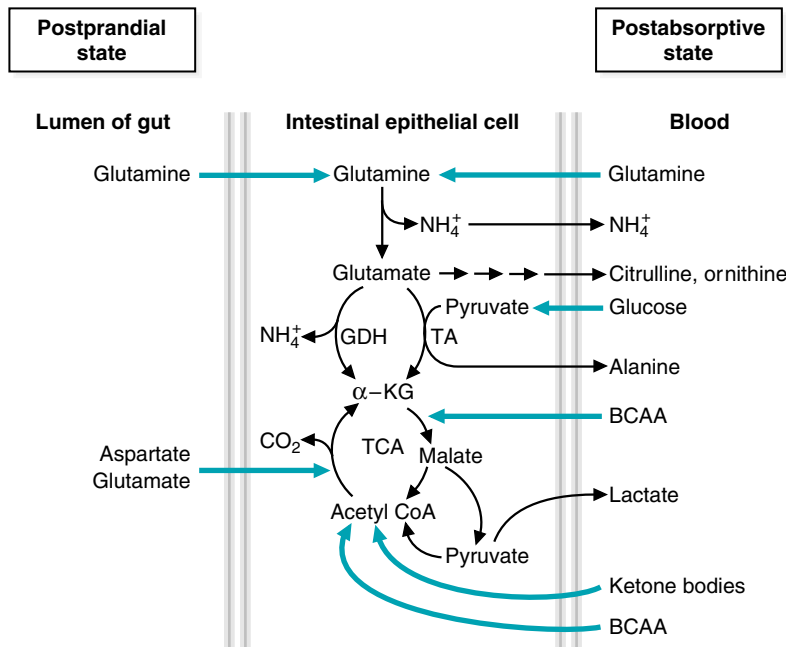 Postprandial
state
Postabsorptive
state
Lumen of gut
Intestinal epithelial cell
Blood
Glutamine
Glutamine
Glutamine
NH₄⁺
NH₄⁺
Glutamate
Citrulline, ornithine
Pyruvate
Glucose
NH₄⁺
GDH
TA
Alanine
α–KG
BCAA
CO₂
TCA
Malate
Aspartate
Glutamate
Acetyl CoA
Lactate
Pyruvate
Ketone bodies
BCAA